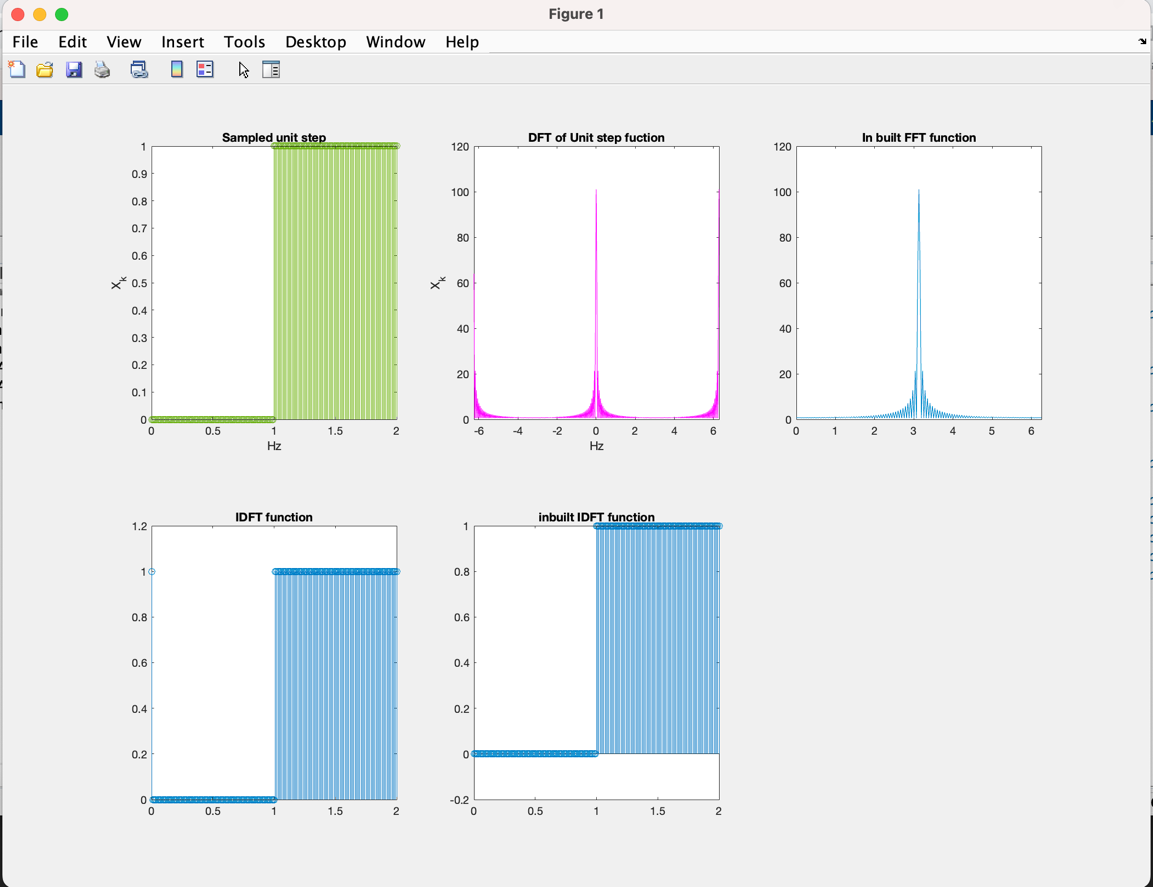 Figure 1
File Edit View Insert Tools Desktop Window Help
Sampled unit step
1
0.9
0.8
0.7
0.6
0.5
0.4
0.3
0.2
0.1
0
X_k
0 0.5 1 1.5 2
Hz
DFT of Unit step fuction
120
100
80
60
40
20
0
X_k
-6 -4 -2 0 2 4 6
Hz
In built FFT function
120
100
80
60
40
20
0
0 1 2 3 4 5 6
IDFT function
1.2
1
0.8
0.6
0.4
0.2
0
0 0.5 1 1.5 2
inbuilt IDFT function
1
0.8
0.6
0.4
0.2
0
-0.2
0 0.5 1 1.5 2